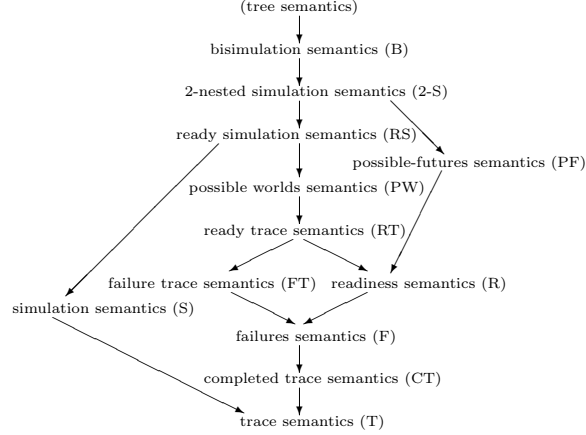 (tree semantics)
bisimulation semantics (B)
2-nested simulation semantics (2-S)
ready simulation semantics (RS)
possible-futures semantics (PF)
possible worlds semantics (PW)
ready trace semantics (RT)
failure trace semantics (FT)
readiness semantics (R)
simulation semantics (S)
failures semantics (F)
completed trace semantics (CT)
trace semantics (T)